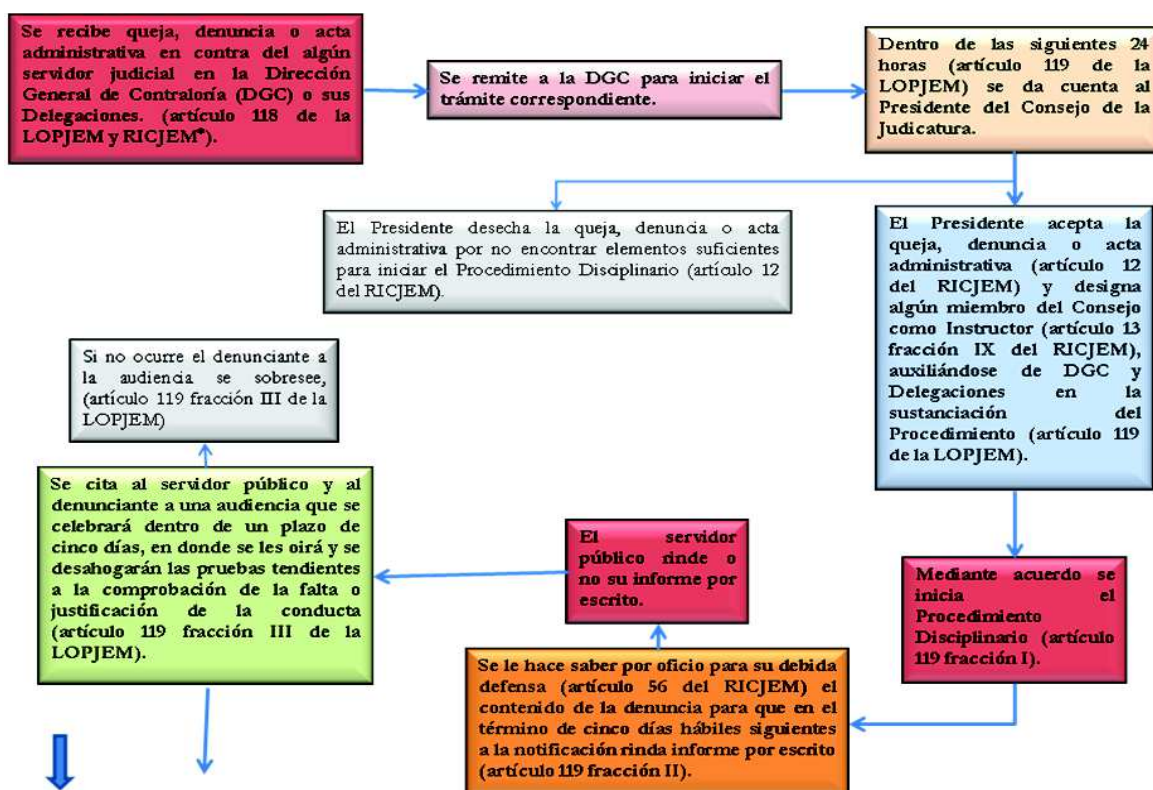 Se recibe queja, denuncia o acta
administrativa en contra del algún
servidor judicial en la Dirección
General de Contraloría (DGC) o sus
Delegaciones. (artículo 118 de la
LOPJEM y RICJEM*).
Se remite a la DGC para iniciar el
trámite correspondiente.
Dentro de las siguientes 24
horas (artículo 119 de la
LOPJEM) se da cuenta al
Presidente del Consejo de la
Judicatura.
El Presidente desecha la queja, denuncia o acta
administrativa por no encontrar elementos suficientes
para iniciar el Procedimiento Disciplinario (artículo 12
del RICJEM).
El Presidente acepta la
queja, denuncia o acta
administrativa (artículo 12
del RICJEM) y designa
algún miembro del Consejo
como Instructor (artículo 13
fracción IX del RICJEM),
auxiliándose de DGC y
Delegaciones en la
sustanciación del
Procedimiento (artículo 119
de la LOPJEM).
Mediante acuerdo se
inicia el
Procedimiento
Disciplinario (artículo
119 fracción I).
Se le hace saber por oficio para su debida
defensa (artículo 56 del RICJEM) el
contenido de la denuncia para que en el
término de cinco días hábiles siguientes
a la notificación rinda informe por escrito
(artículo 119 fracción II).
El servidor
público rinde o
no su informe por
escrito.
Se cita al servidor público y al
denunciante a una audiencia que se
celebrará dentro de un plazo de
cinco días, en donde se les oirá y se
desahogarán las pruebas tendientes
a la comprobación de la falta o
justificación de la conducta
(artículo 119 fracción III de la
LOPJEM).
Si no ocurre el denunciante a
la audiencia se sobresee,
(artículo 119 fracción III de la
LOPJEM)